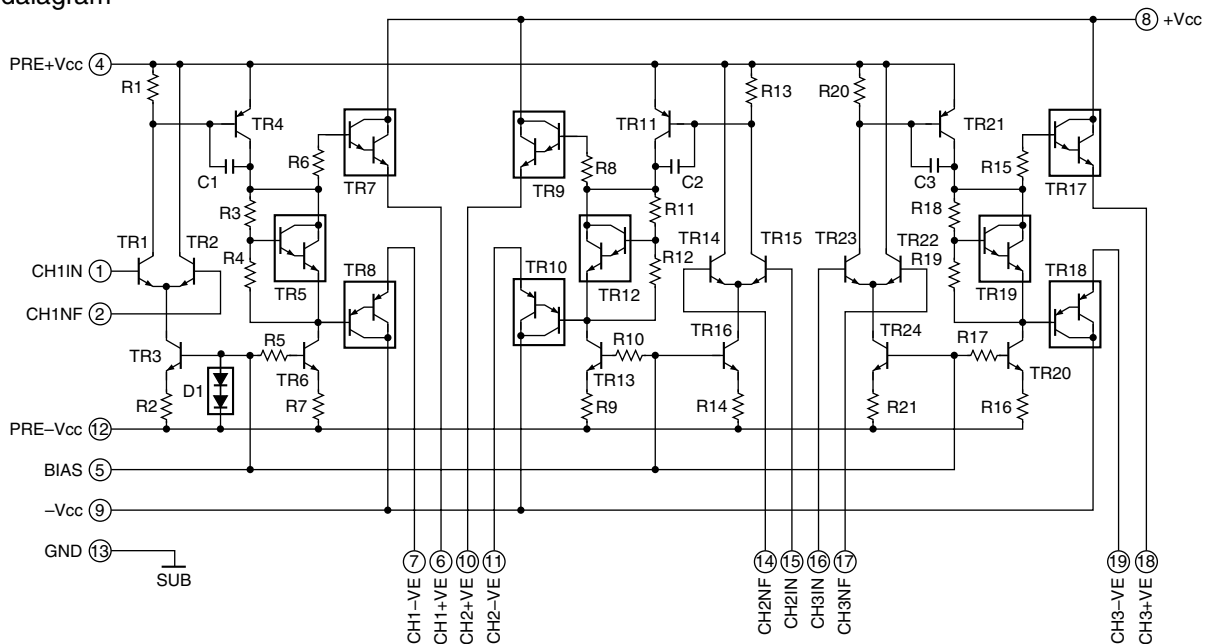 dalagram
8 +Vcc
PRE+Vcc 4
R1
TR4
C1
R6
TR7
R3
TR1
TR2
R4
TR5
TR8
CH1IN 1
CH1NF 2
TR3
R5
D1
TR6
R2
R7
TR9
R8
TR11
C2
R13
R11
TR10
R12
TR12
TR14
TR15
R10
TR16
TR13
R9
R14
R20
TR21
C3
R15
TR17
R18
TR23
TR22
R19
TR19
TR18
TR24
R17
TR20
R21
R16
PRE–Vcc 12
BIAS 5
–Vcc 9
GND 13
SUB
7 CH1–VE
6 CH1+VE
10 CH2+VE
11 CH2–VE
14 CH2NF
15 CH2IN
16 CH3IN
17 CH3NF
19 CH3–VE
18 CH3+VE